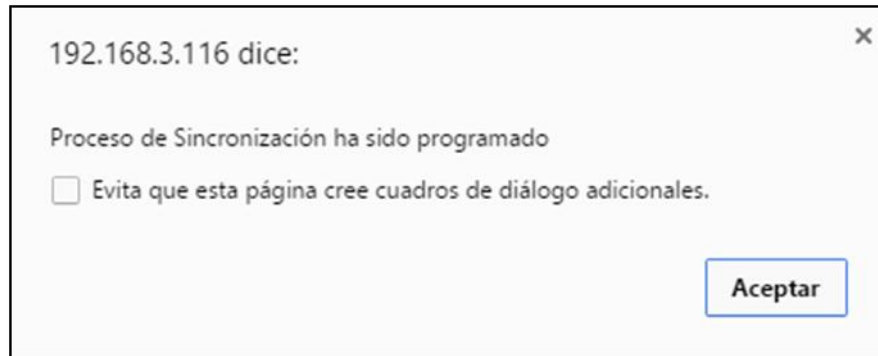 192.168.3.116 dice:
Proceso de Sincronización ha sido programado
Evita que esta página cree cuadros de diálogo adicionales.
Aceptar